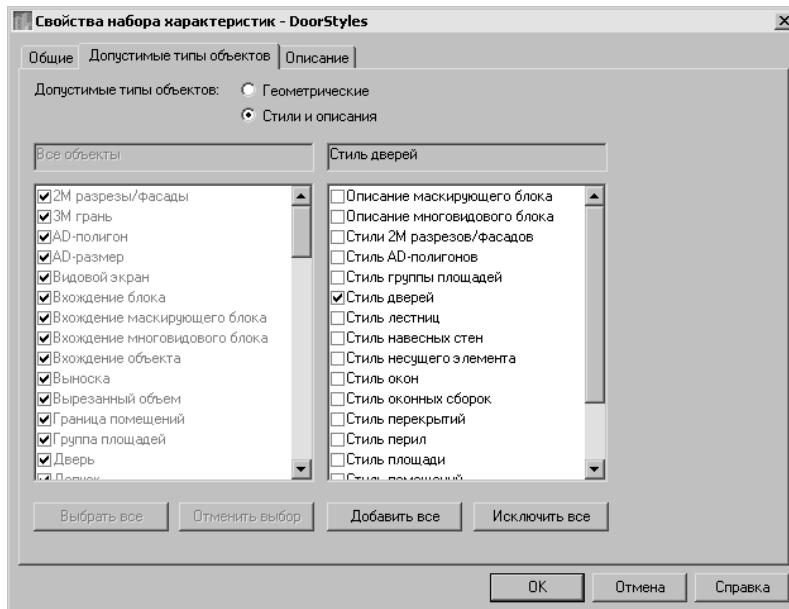 Свойства набора характеристик - DoorStyles
Общие Допустимые типы объектов Описание
Допустимые типы объектов: Геометрические
Стили и описания
Все объекты Стиль дверей
2М разрезы/фасады
3М грань
AD-полигон
AD-размер
Видовой экран
Вхождение блока
Вхождение маскирующего блока
Вхождение многовидового блока
Вхождение объекта
Выноска
Вырезанный объем
Граница помещений
Группа площадей
Дверь
Допуск
Описание маскирующего блока
Описание многовидового блока
Стили 2М разрезов/фасадов
Стиль AD-полигонов
Стиль группы площадей
Стиль дверей
Стиль лестниц
Стиль навесных стен
Стиль несущего элемента
Стиль окон
Стиль оконных сборок
Стиль перекрытий
Стиль перил
Стиль площади
Стиль помещений
Выбрать все Отменить выбор Добавить все Исключить все
OK Отмена Справка